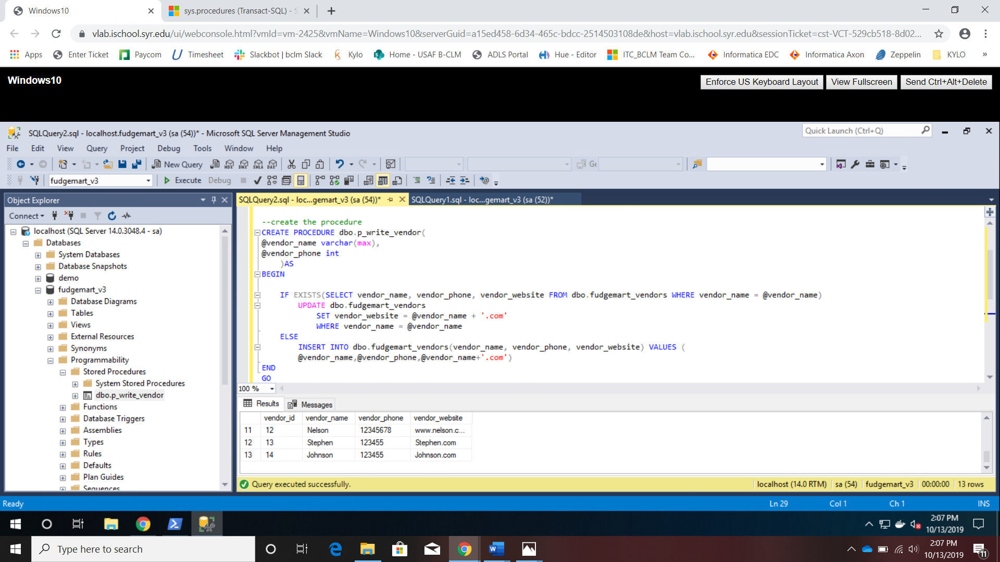 Windows10
sys.procedures (Transact-SQL) - S
vlab.ischool.syr.edu/ui/webconsole.html?vmId=vm-2425&vmName=Windows10&serverGuid=a15ed458-6d34-465c-bdcc-2514503108de&host=vlab.ischool.syr.edu&sessionTicket=cst-VCT-529cb518-8d02...
Apps Enter Ticket Paycom Timesheet Slackbot | bclm Slack Kylo Home - USAF B-CLM ADLS Portal Hue - Editor ITC_BCLM Team Co... Informatica EDC Informatica Axon Zeppelin KYLO »
Windows10
Enforce US Keyboard Layout View Fullscreen Send Ctrl+Alt+Delete
SQLQuery2.sql - localhost.fudgemart_v3 (sa (54))* - Microsoft SQL Server Management Studio
Quick Launch (Ctrl+Q)
File Edit View Query Project Debug Tools Window Help
New Query MDX DMX XMLA DAX Ge
fudgemart_v3 Execute Debug
Object Explorer
Connect
localhost (SQL Server 14.0.3048.4 - sa)
Databases
System Databases
Database Snapshots
demo
fudgemart_v3
Database Diagrams
Tables
Views
External Resources
Synonyms
Programmability
Stored Procedures
System Stored Procedures
dbo.p_write_vendor
Functions
Database Triggers
Assemblies
Types
Rules
Defaults
Plan Guides
Sequences
SQLQuery2.sql - loc...gemart_v3 (sa (54))*
SQLQuery1.sql - loc...gemart_v3 (sa (52))*
--create the procedure
CREATE PROCEDURE dbo.p_write_vendor(
@vendor_name varchar(max),
@vendor_phone int
)AS
BEGIN
IF EXISTS(SELECT vendor_name, vendor_phone, vendor_website FROM dbo.fudgemart_vendors WHERE vendor_name = @vendor_name)
UPDATE dbo.fudgemart_vendors
SET vendor_website = @vendor_name + '.com'
WHERE vendor_name = @vendor_name
ELSE
INSERT INTO dbo.fudgemart_vendors(vendor_name, vendor_phone, vendor_website) VALUES (
@vendor_name,@vendor_phone,@vendor_name+'.com')
END
GO
100 %
Results Messages
vendor_id vendor_name vendor_phone vendor_website
11 12 Nelson 12345678 www.nelson.c...
12 13 Stephen 123455 Stephen.com
13 14 Johnson 123455 Johnson.com
Query executed successfully.
localhost (14.0 RTM) sa (54) fudgemart_v3 00:00:00 13 rows
Ready
Ln 29 Col 1 Ch 1 INS
2:07 PM
10/13/2019
Type here to search
2:07 PM
10/13/2019
11